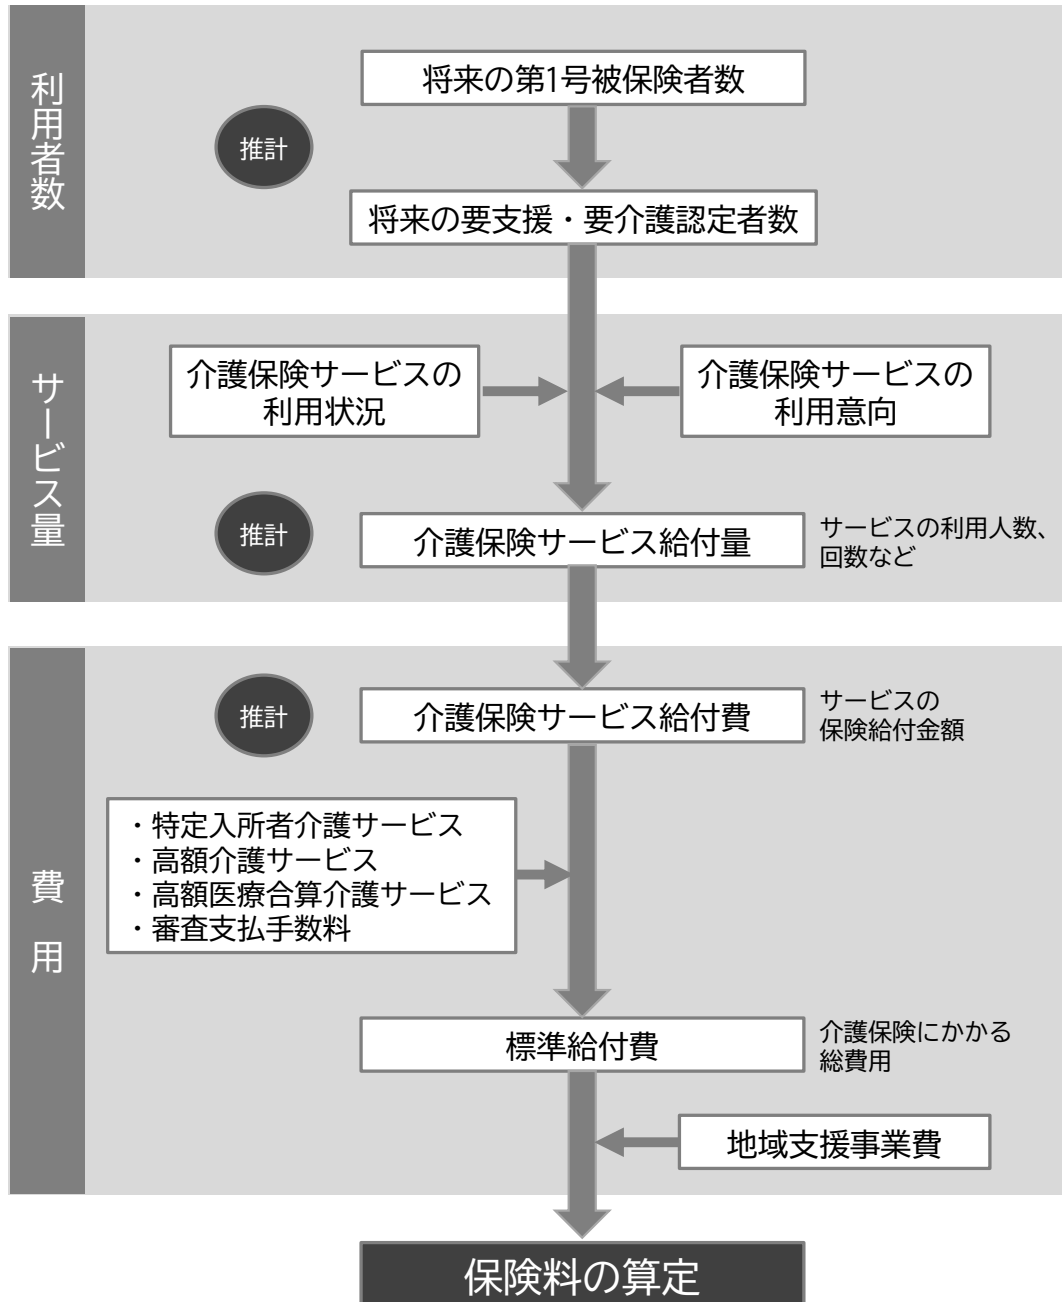 利用者数
将来の第1号被保険者数
推計
将来の要支援・要介護認定者数
サービス量
介護保険サービスの
利用状況
介護保険サービスの
利用意向
推計
介護保険サービス給付量
サービスの利用人数、
回数など
費用
推計
介護保険サービス給付費
サービスの
保険給付金額
・特定入所者介護サービス
・高額介護サービス
・高額医療合算介護サービス
・審査支払手数料
標準給付費
介護保険にかかる
総費用
地域支援事業費
保険料の算定